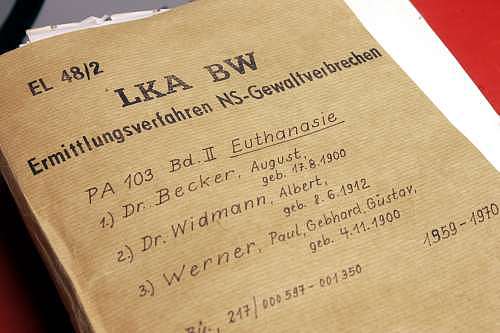 EL 48/2
LKA BW
Ermittlungsverfahren NS-Gewaltverbrechen
PA 103 Bd. II Euthanasie
1.) Dr. Becker, August,
geb. 17.8.1900
2.) Dr. Widmann, Albert,
geb. 8.6.1912
3.) Werner, Paul, Gebhard, Gustav,
geb. 4.11.1900
1959-1970
217/000597-001350